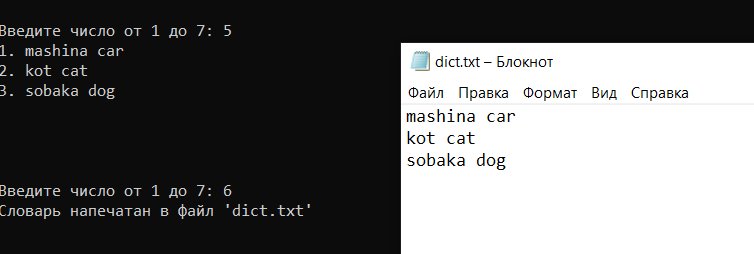 Введите число от 1 до 7: 5
1. mashina car
2. kot cat
3. sobaka dog
Введите число от 1 до 7: 6
Словарь напечатан в файл 'dict.txt'
dict.txt – Блокнот
Файл Правка Формат Вид Справка
mashina car
kot cat
sobaka dog